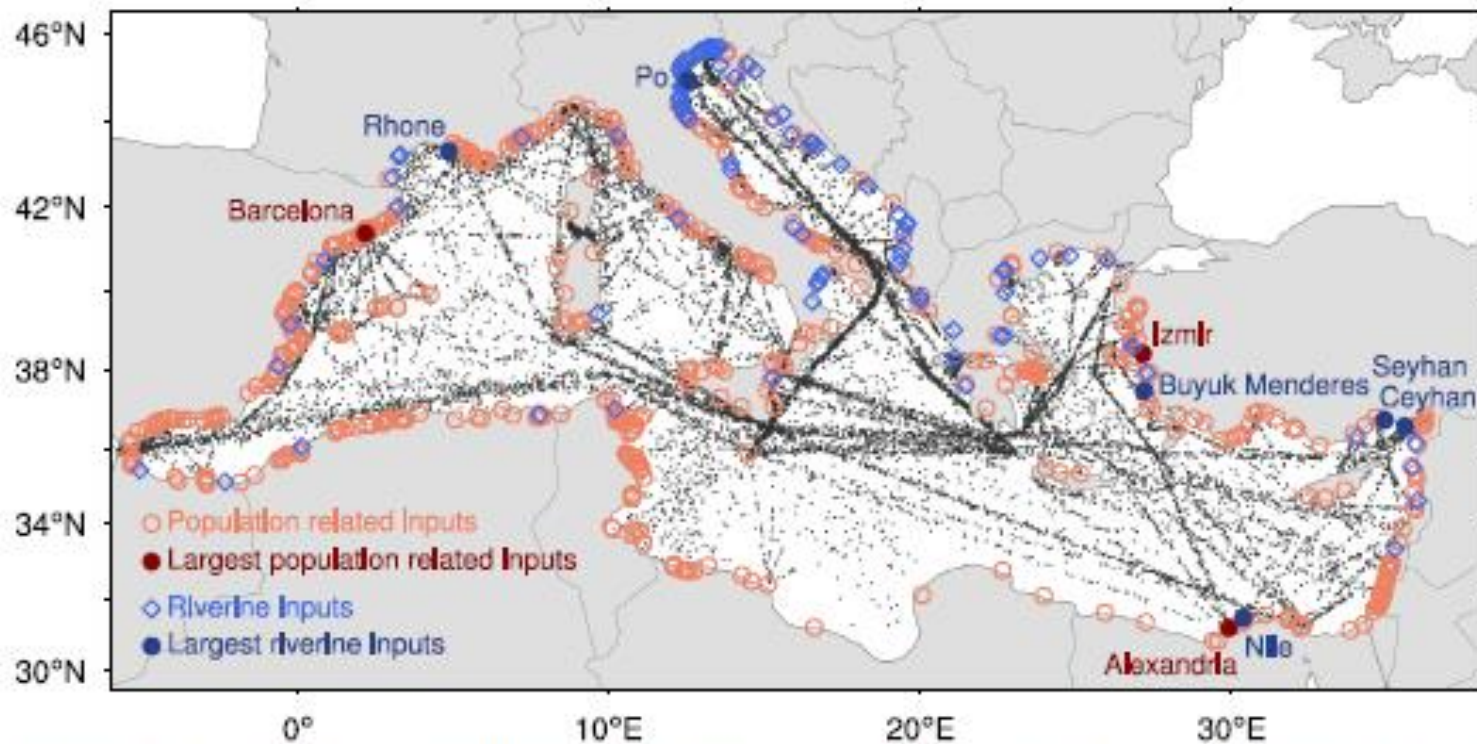 46°N
Po
Rhone
42°N
Barcelona
Izmir
38°N
Seyhan
Buyuk Menderes
Ceyhan
34°N
Population related Inputs
Largest population related Inputs
Riverine Inputs
Largest riverine Inputs
Nile
30°N
Alexandria
0°
10°E
20°E
30°E